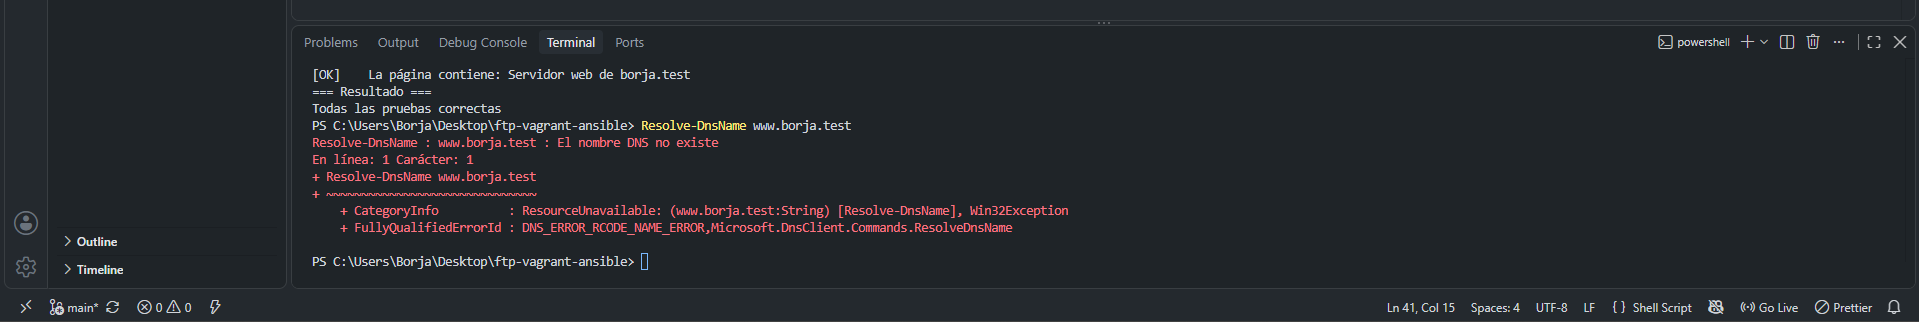 Problems Output Debug Console Terminal Ports
powershell
[OK] La página contiene: Servidor web de borja.test
=== Resultado ===
Todas las pruebas correctas
PS C:\Users\Borja\Desktop\ftp-vagrant-ansible> Resolve-DnsName www.borja.test
Resolve-DnsName : www.borja.test : El nombre DNS no existe
En línea: 1 Carácter: 1
+ Resolve-DnsName www.borja.test
+ ~~~~~~~~~~~~~~~~~~~~~~~~~~~~~~
+ CategoryInfo : ResourceUnavailable: (www.borja.test:String) [Resolve-DnsName], Win32Exception
+ FullyQualifiedErrorId : DNS_ERROR_RCODE_NAME_ERROR,Microsoft.DnsClient.Commands.ResolveDnsName
PS C:\Users\Borja\Desktop\ftp-vagrant-ansible>
Outline
Timeline
main* 0 0 Ln 41, Col 15 Spaces: 4 UTF-8 LF { } Shell Script Go Live Prettier